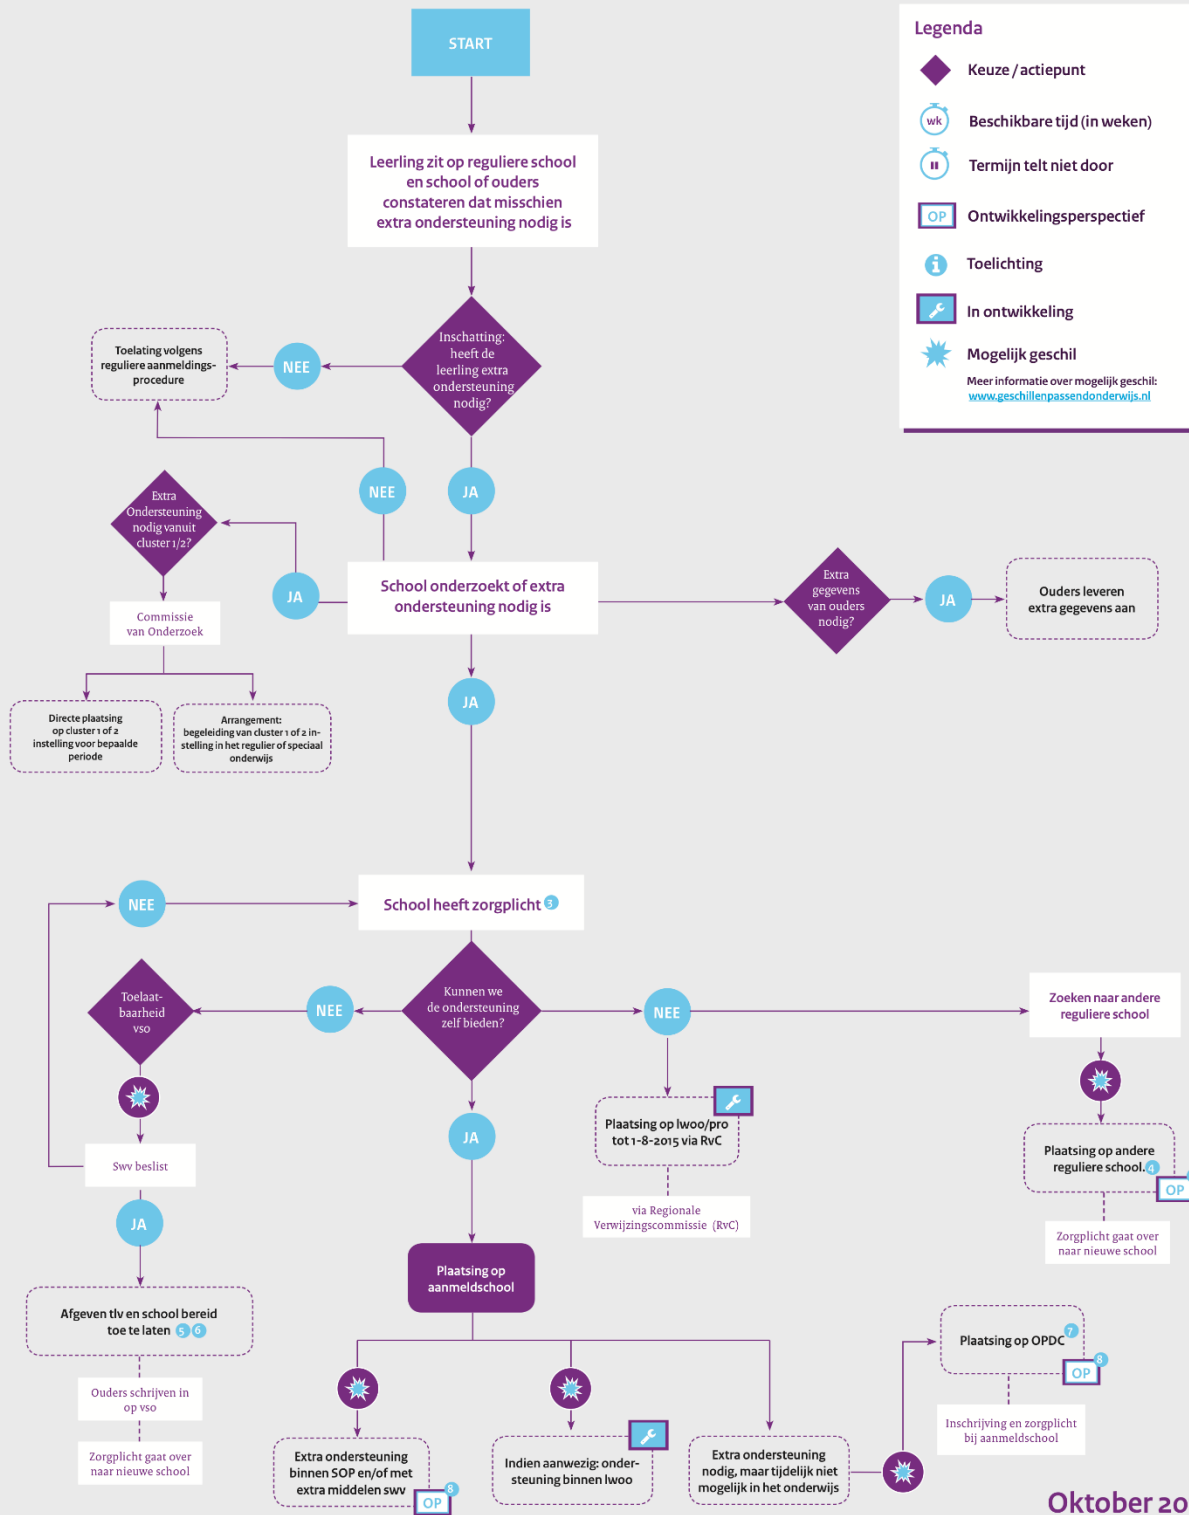 START
Legenda
Keuze / actiepunt
wk
Beschikbare tijd (in weken)
Termijn telt niet door
OP
Ontwikkelingsperspectief
Toelichting
In ontwikkeling
Mogelijk geschil
Meer informatie over mogelijk geschil:
www.geschillenpassendonderwijs.nl
Leerling zit op reguliere school
en school of ouders
constateren dat misschien
extra ondersteuning nodig is
Inschatting:
heeft de
leerling extra
ondersteuning
nodig?
NEE
Toelating volgens
reguliere aanmeldings-
procedure
NEE
JA
Extra
Ondersteuning
nodig vanuit
cluster 1/2?
JA
School onderzoekt of extra
ondersteuning nodig is
Extra
gegevens
van ouders
nodig?
JA
Ouders leveren
extra gegevens aan
Commissie
van Onderzoek
Directe plaatsing
op cluster 1 of 2
instelling voor bepaalde
periode
Arrangement:
begeleiding van cluster 1 of 2 in-
stelling in het regulier of speciaal
onderwijs
JA
NEE
School heeft zorgplicht 3
Toelaat-
baarheid
vso
NEE
Kunnen we
de ondersteuning
zelf bieden?
NEE
Zoeken naar andere
reguliere school
Swv beslist
JA
Plaatsing op lwoo/pro
tot 1-8-2015 via RvC
via Regionale
Verwijzingscommissie (RvC)
Plaatsing op andere
reguliere school. 4
OP
Zorgplicht gaat over
naar nieuwe school
JA
Afgeven tlv en school bereid
toe te laten 5 6
Ouders schrijven in
op vso
Zorgplicht gaat over
naar nieuwe school
Plaatsing op
aanmeldschool
Extra ondersteuning
binnen SOP en/of met
extra middelen swv
8
OP
Indien aanwezig: onder-
steuning binnen lwoo
Extra ondersteuning
nodig, maar tijdelijk niet
mogelijk in het onderwijs
Plaatsing op OPDC 7
8
OP
Inschrijving en zorgplicht
bij aanmeldschool
Oktober 20